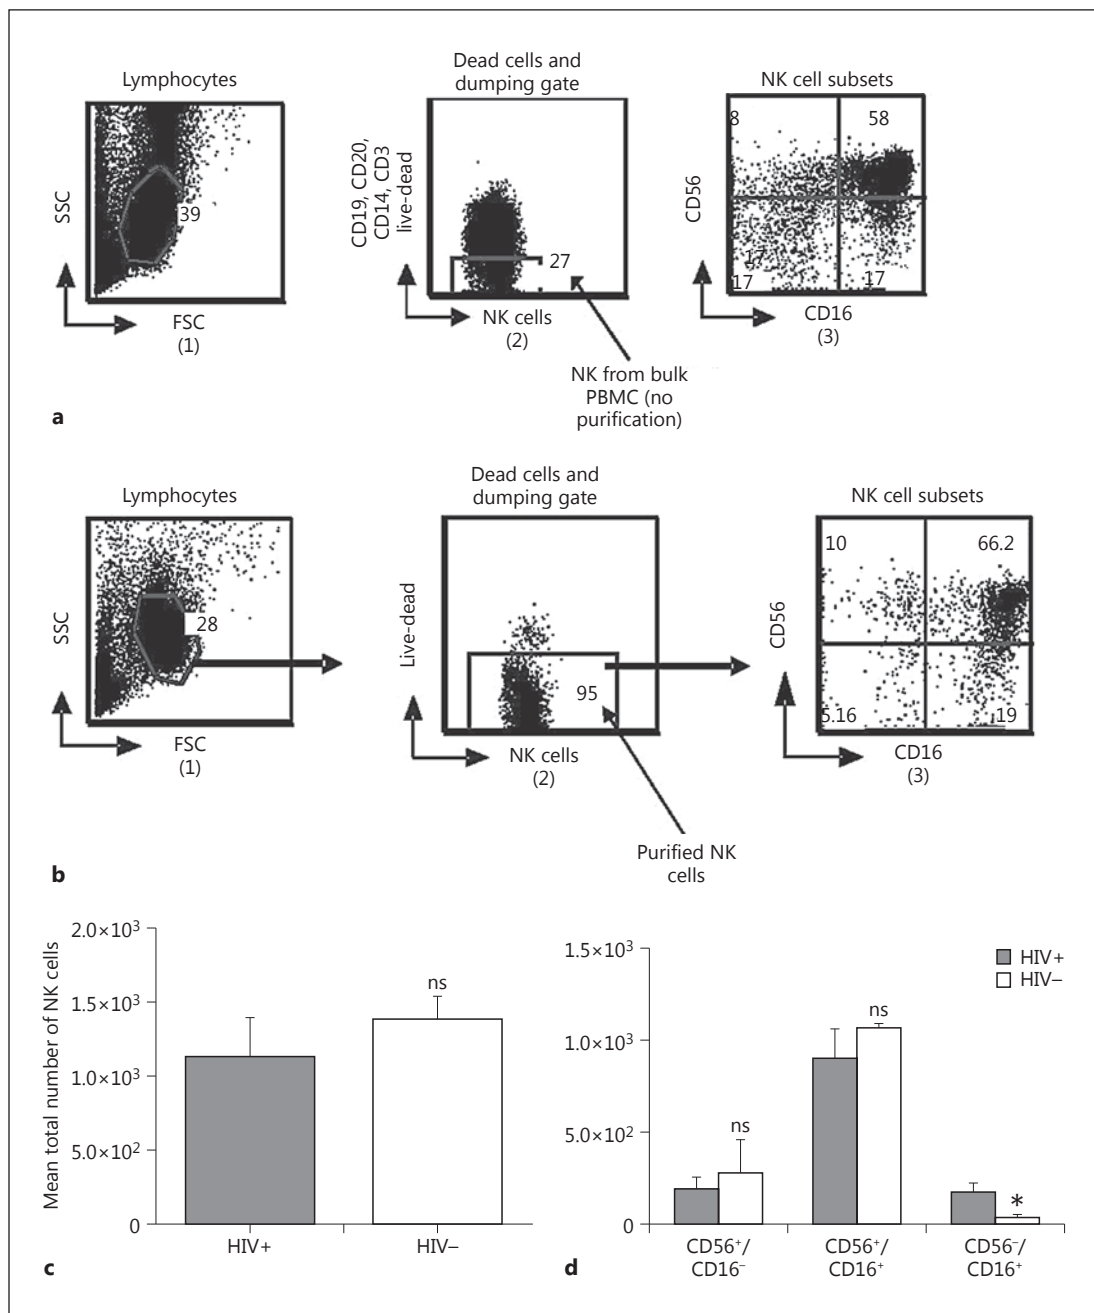 Lymphocytes
SSC
39
FSC
(1)
Dead cells and
dumping gate
CD19, CD20,
CD14, CD3
live-dead
27
NK cells
(2)
NK from bulk
PBMC (no
purification)
NK cell subsets
CD56
8
58
17
17
17
CD16
(3)
a
Lymphocytes
SSC
28
FSC
(1)
Dead cells and
dumping gate
Live-dead
95
NK cells
(2)
Purified NK
cells
NK cell subsets
CD56
10
66.2
5.16
19
CD16
(3)
b
Mean total number of NK cells
2.0×10³
1.5×10³
1.0×10³
5.0×10²
0
ns
HIV+
HIV–
c
1.5×10³
1.0×10³
5.0×10²
0
HIV+
HIV–
ns
ns
*
CD56⁺/
CD16⁻
CD56⁺/
CD16⁺
CD56⁻/
CD16⁺
d